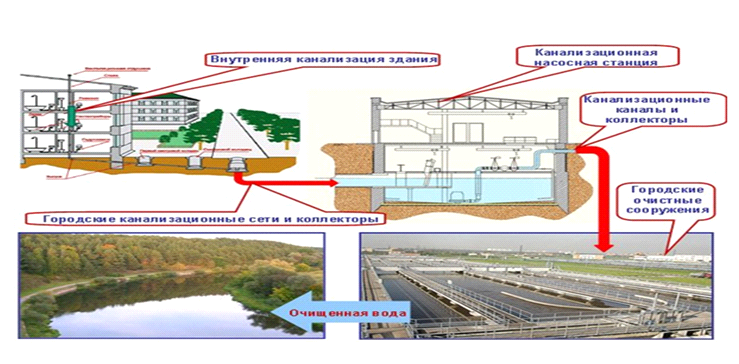 Внутренняя канализация здания
Канализационная
насосная станция
Канализационные
каналы и
коллекторы
Городские
очистные
сооружения
Городские канализационные сети и коллекторы
Очищенная вода